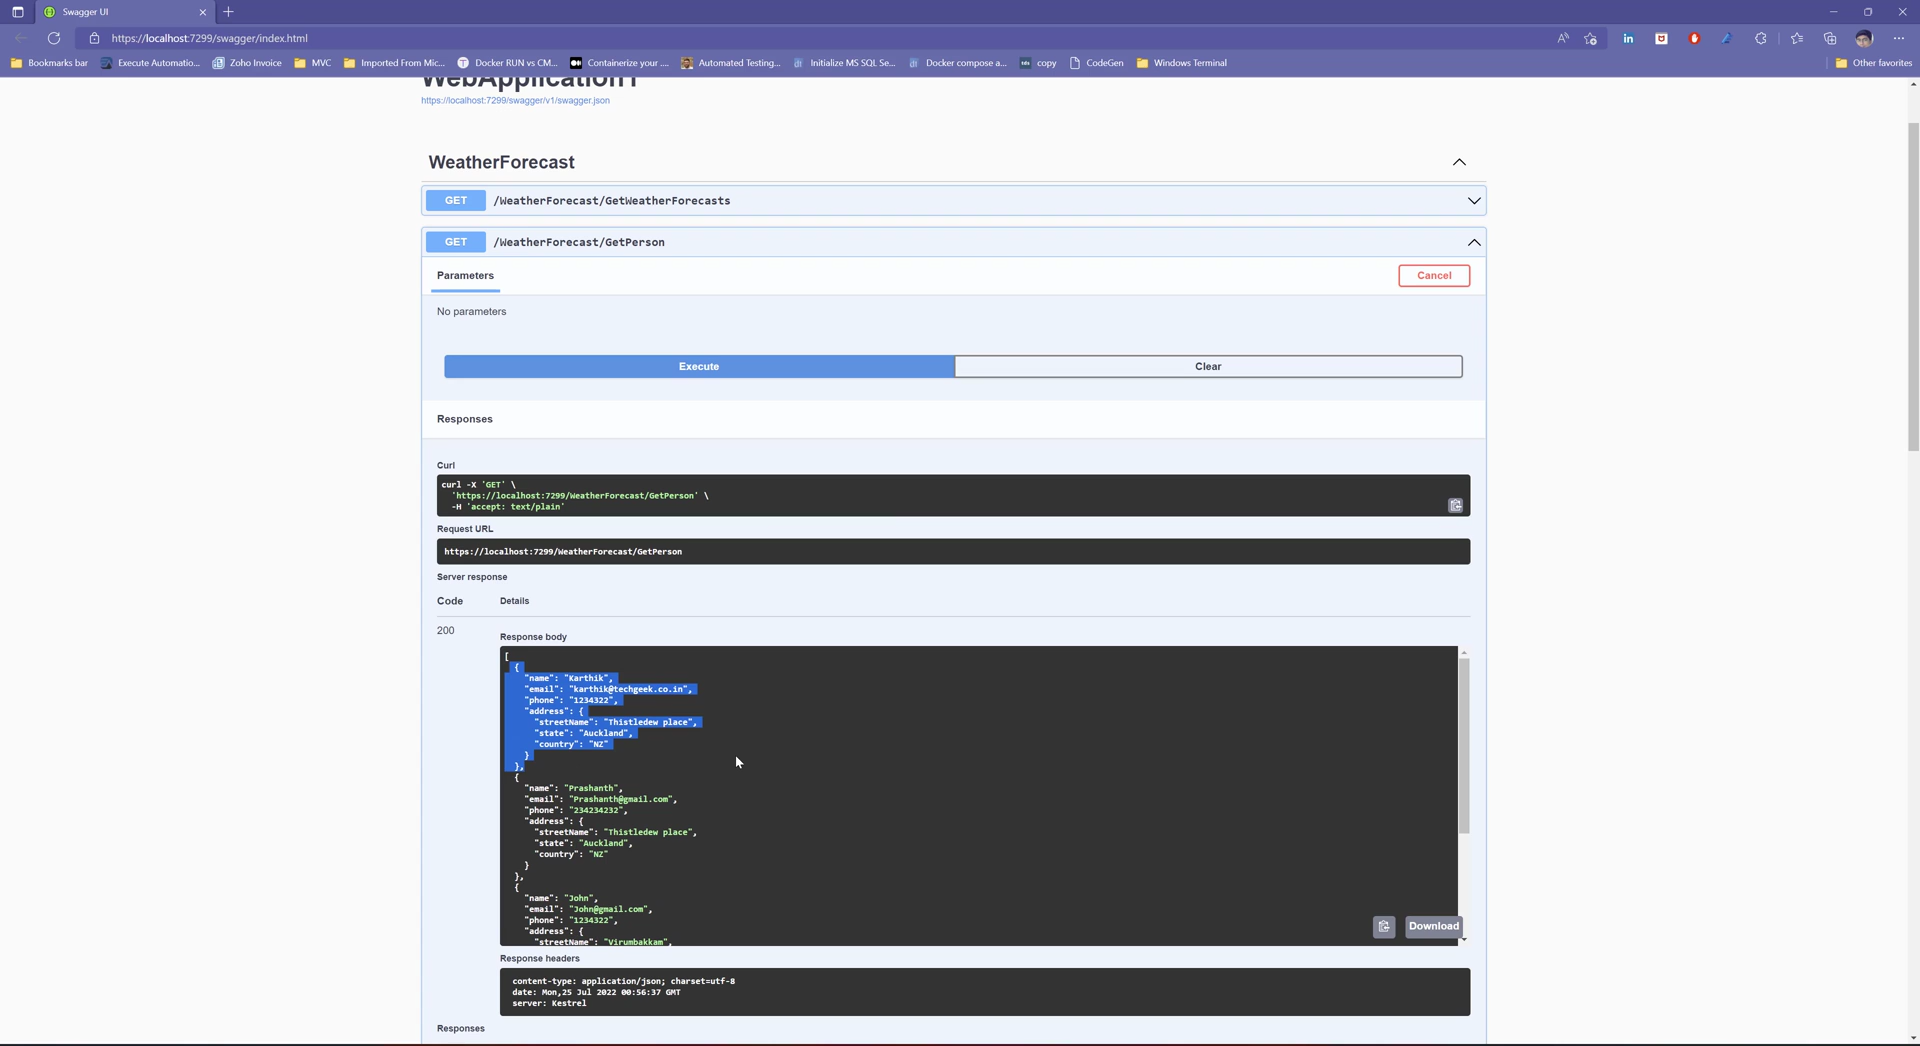 Swagger UI
https://localhost:7299/swagger/index.html
Bookmarks bar
Execute Automatio...
Zoho Invoice
MVC
Imported From Mic...
Docker RUN vs CM...
Containerize your ....
Automated Testing...
Initialize MS SQL Se...
Docker compose a...
copy
CodeGen
Windows Terminal
Other favorites
WebApplication1
https://localhost:7299/swagger/v1/swagger.json
WeatherForecast
GET /WeatherForecast/GetWeatherForecasts
GET /WeatherForecast/GetPerson
Parameters
Cancel
No parameters
Execute
Clear
Responses
Curl
curl -X 'GET' \
'https://localhost:7299/WeatherForecast/GetPerson' \
-H 'accept: text/plain'
Request URL
https://localhost:7299/WeatherForecast/GetPerson
Server response
Code Details
200
Response body
[
{
"name": "Karthik",
"email": "karthik@techgeek.co.in",
"phone": "1234322",
"address": {
"streetName": "Thistledew place",
"state": "Auckland",
"country": "NZ"
}
},
{
"name": "Prashanth",
"email": "Prashanth@gmail.com",
"phone": "234234232",
"address": {
"streetName": "Thistledew place",
"state": "Auckland",
"country": "NZ"
}
},
{
"name": "John",
"email": "John@gmail.com",
"phone": "1234322",
"address": {
"streetName": "Virumbakkam",
Download
Response headers
content-type: application/json; charset=utf-8
date: Mon,25 Jul 2022 00:56:37 GMT
server: Kestrel
Responses